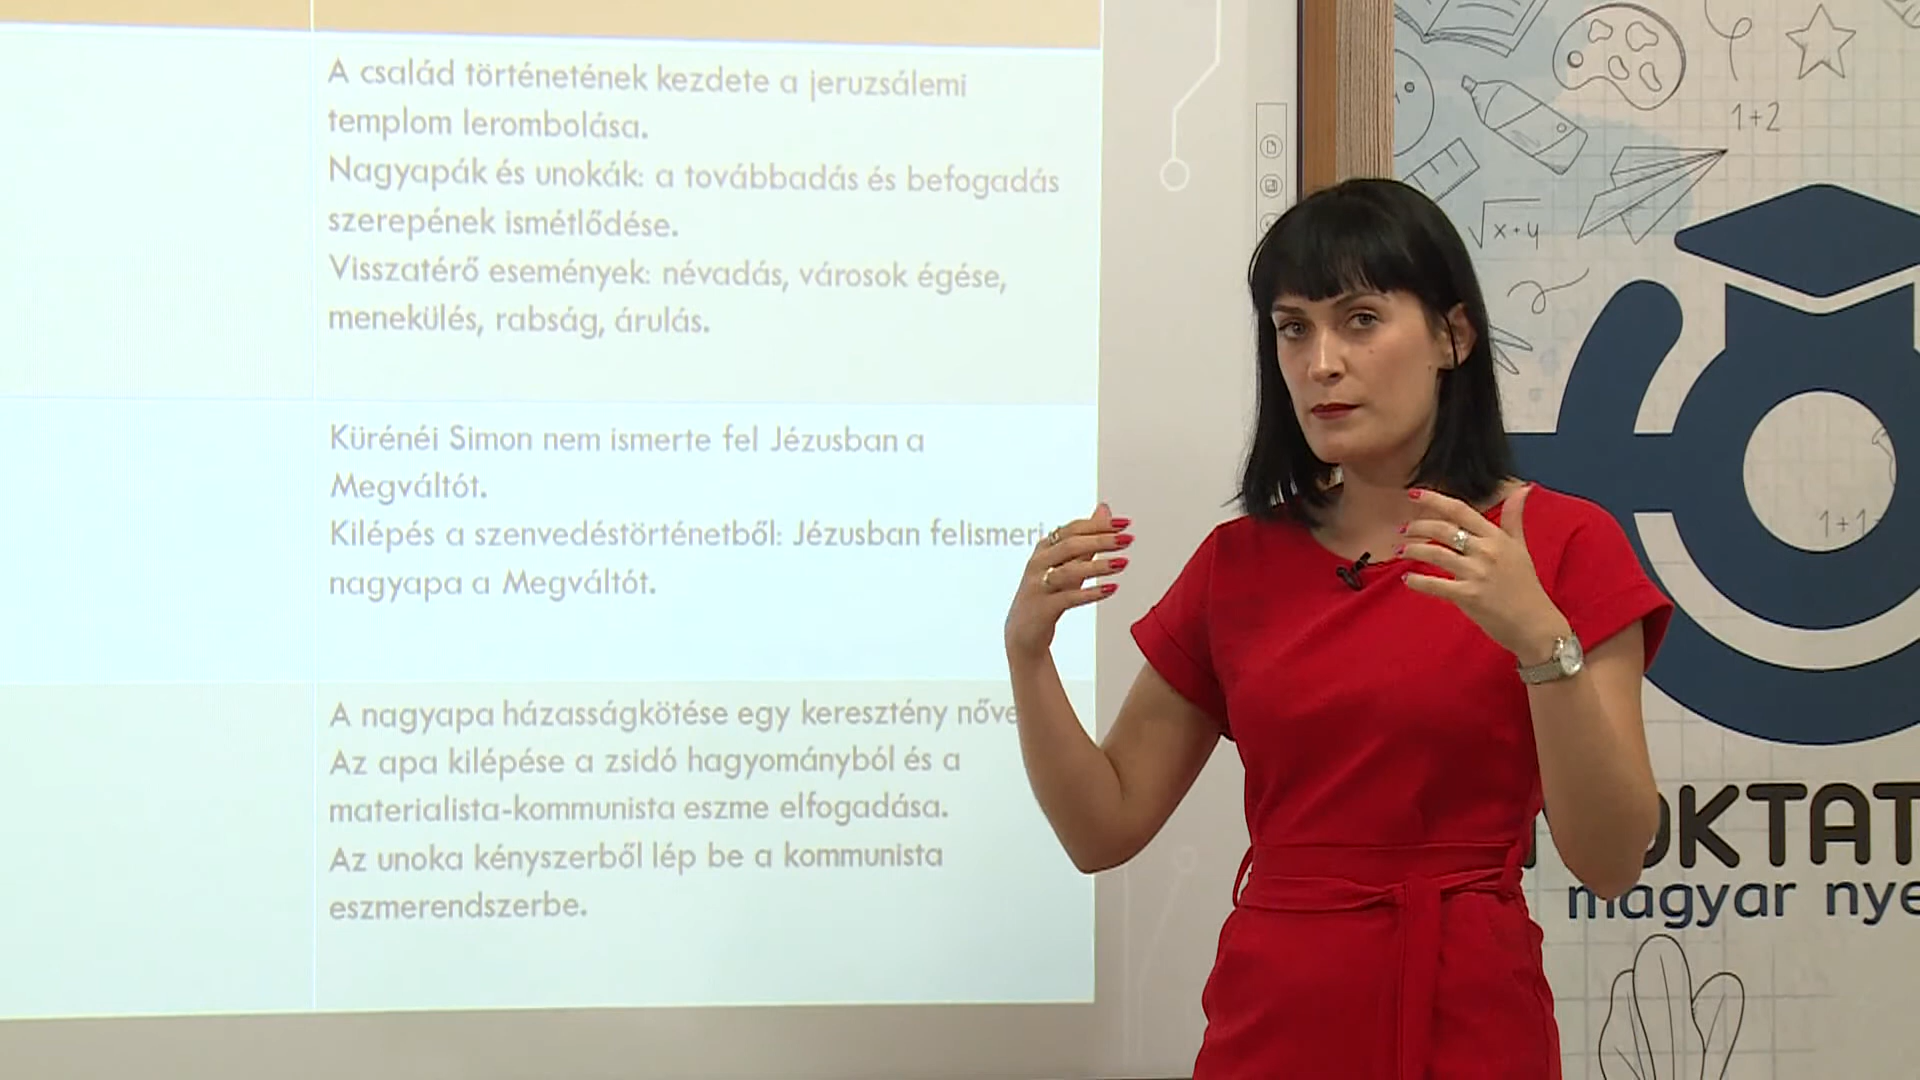 A család történetének kezdete a jeruzsálemi
templom lerombolása.
Nagyapák és unokák: a továbbadás és befogadás
szerepének ismétlődése.
Visszatérő események: névadás, városok égése,
menekülés, rabság, árulás.
Kürénéi Simon nem ismerte fel Jézusban a
Megváltót.
Kilépés a szenvedéstörténetből: Jézusban felismeri
nagyapa a Megváltót.
A nagyapa házasságkötése egy keresztény nőve
Az apa kilépése a zsidó hagyományból és a
materialista-kommunista eszme elfogadása.
Az unoka kényszerből lép be a kommunista
eszmerendszerbe.
1+2
√x+y
1+1
OKTAT
magyar nye